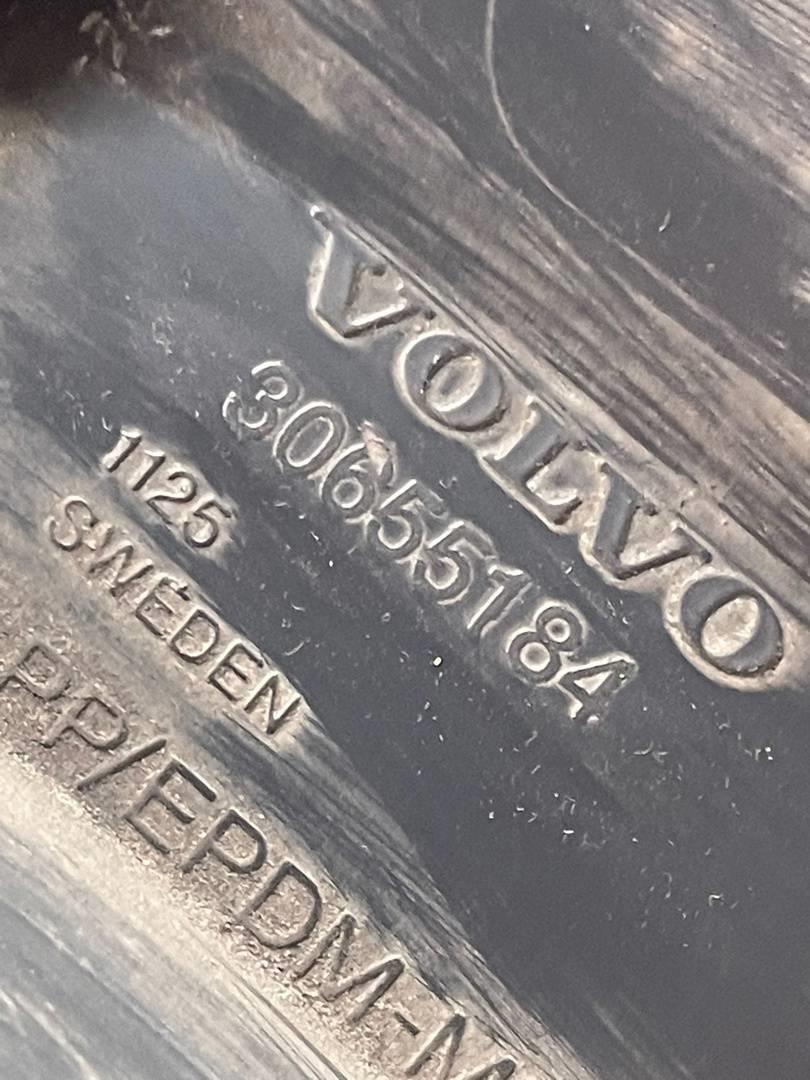 VOLVO
30655184
1125
SWEDEN
PP/EPDM-M